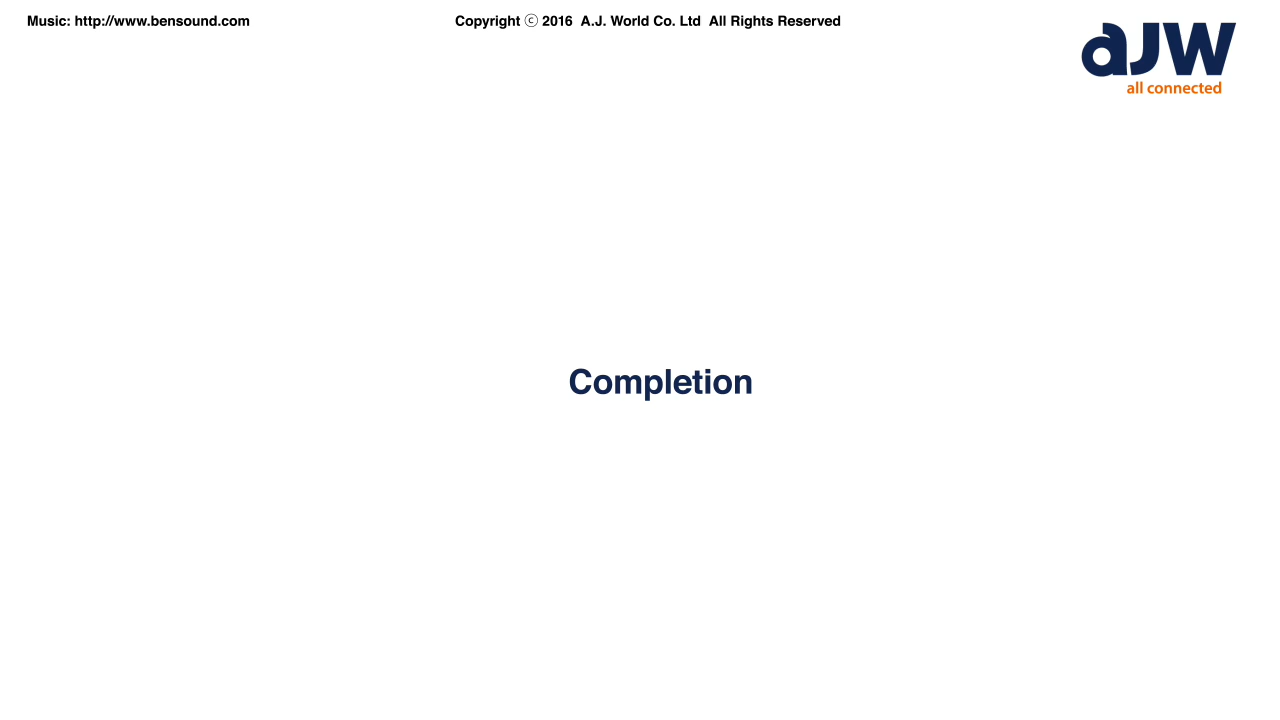 Music: http://www.bensound.com
Copyright ⓒ 2016 A.J. World Co. Ltd All Rights Reserved
aJW
all connected
Completion